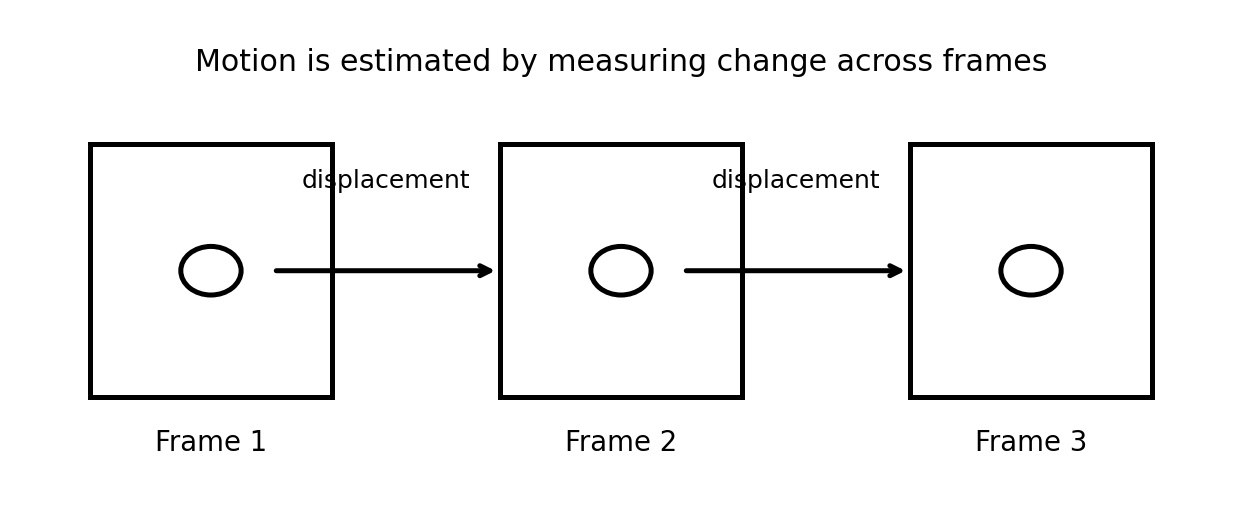 Motion is estimated by measuring change across frames
displacement
displacement
Frame 1
Frame 2
Frame 3